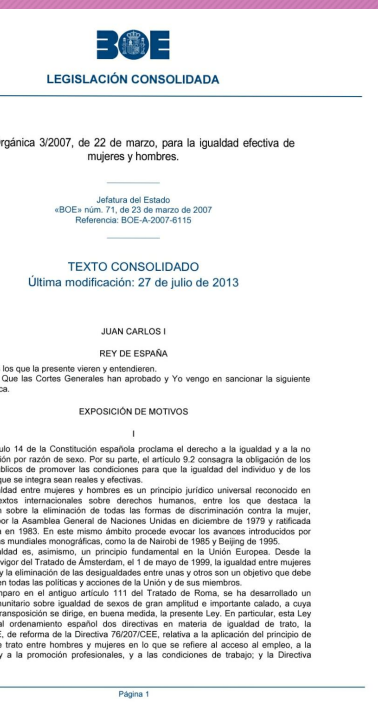 BOE
LEGISLACIÓN CONSOLIDADA
rgánica 3/2007, de 22 de marzo, para la igualdad efectiva de
mujeres y hombres.
Jefatura del Estado
«BOE» núm. 71, de 23 de marzo de 2007
Referencia: BOE-A-2007-6115
TEXTO CONSOLIDADO
Última modificación: 27 de julio de 2013
JUAN CARLOS I
REY DE ESPAÑA
los que la presente vieren y entendieren.
Que las Cortes Generales han aprobado y Yo vengo en sancionar la siguiente
ca.
EXPOSICIÓN DE MOTIVOS
I
ulo 14 de la Constitución española proclama el derecho a la igualdad y a la no
ión por razón de sexo. Por su parte, el artículo 9.2 consagra la obligación de los
blicos de promover las condiciones para que la igualdad del individuo y de los
que se integra sean reales y efectivas.
ldad entre mujeres y hombres es un principio jurídico universal reconocido en
extos internacionales sobre derechos humanos, entre los que destaca la
n sobre la eliminación de todas las formas de discriminación contra la mujer,
por la Asamblea General de Naciones Unidas en diciembre de 1979 y ratificada
a en 1983. En este mismo ámbito procede evocar los avances introducidos por
as mundiales monográficas, como la de Nairobi de 1985 y Beijing de 1995.
ldad es, asimismo, un principio fundamental en la Unión Europea. Desde la
vigor del Tratado de Ámsterdam, el 1 de mayo de 1999, la igualdad entre mujeres
y la eliminación de las desigualdades entre unas y otros son un objetivo que debe
en todas las políticas y acciones de la Unión y de sus miembros.
mparo en el antiguo artículo 111 del Tratado de Roma, se ha desarrollado un
munitario sobre igualdad de sexos de gran amplitud e importante calado, a cuya
transposición se dirige, en buena medida, la presente Ley. En particular, esta Ley
al ordenamiento español dos directivas en materia de igualdad de trato, la
E, de reforma de la Directiva 76/207/CEE, relativa a la aplicación del principio de
e trato entre hombres y mujeres en lo que se refiere al acceso al empleo, a la
y a la promoción profesionales, y a las condiciones de trabajo; y la Directiva
Página 1